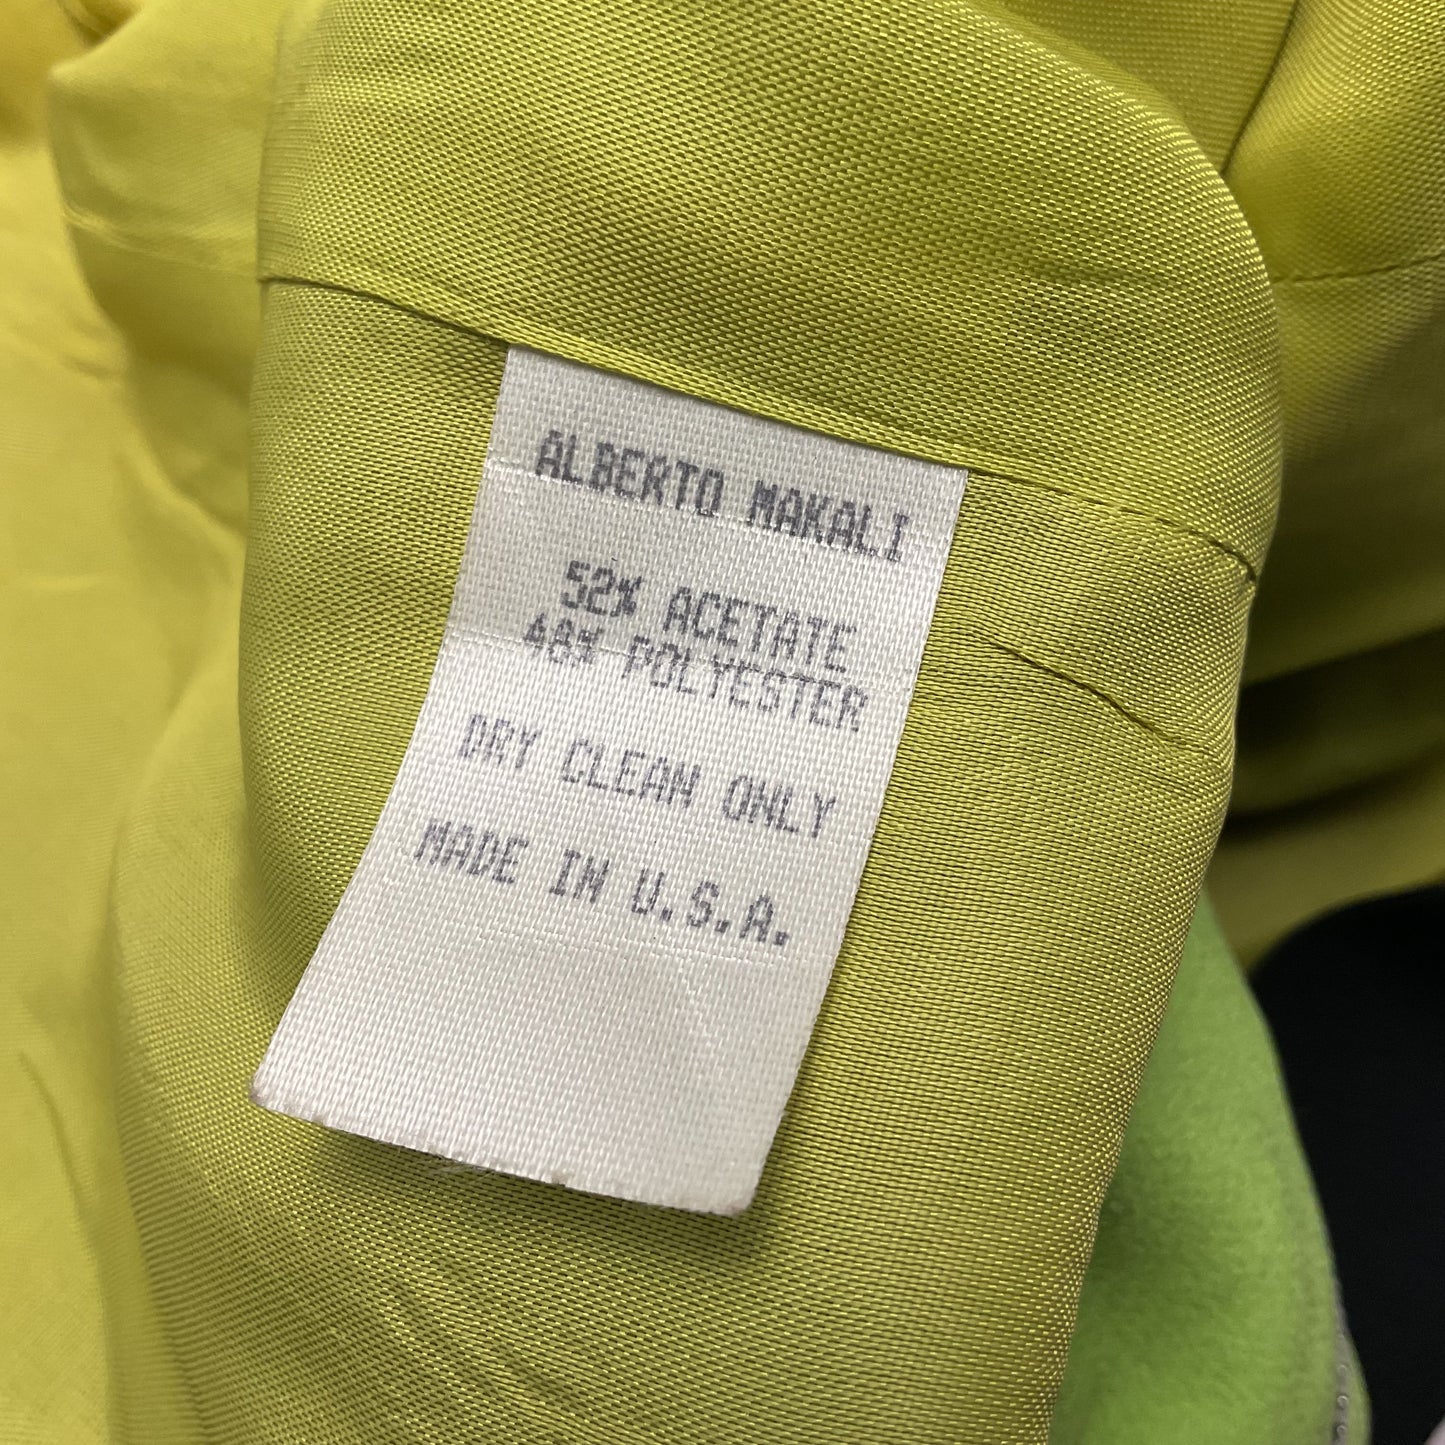 ALBERTO MAKALI
52% ACETATE
48% POLYESTER
DRY CLEAN ONLY
MADE IN U.S.A.